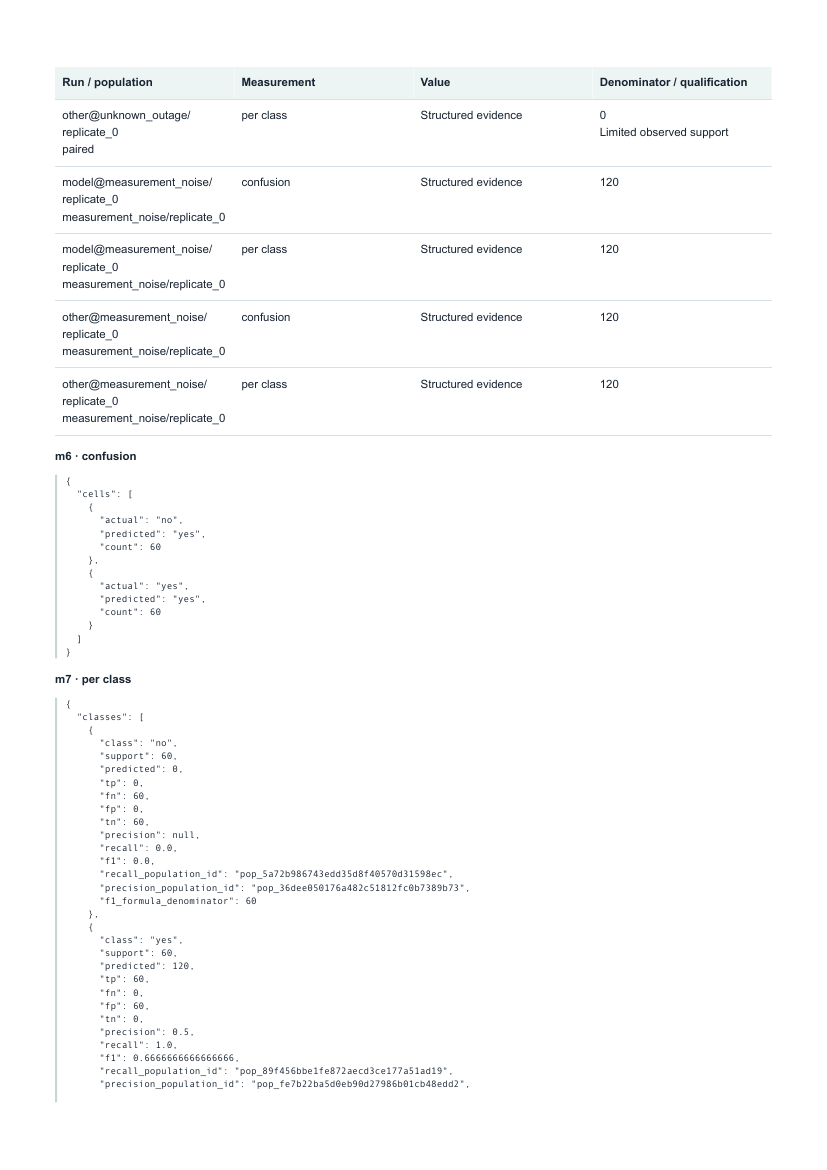 Run / population Measurement Value Denominator / qualification
other@unknown_outage/ per class Structured evidence 0
replicate_0 Limited observed support
paired
model@measurement_noise/ confusion Structured evidence 120
replicate_0
measurement_noise/replicate_0
model@measurement_noise/ per class Structured evidence 120
replicate_0
measurement_noise/replicate_0
other@measurement_noise/ confusion Structured evidence 120
replicate_0
measurement_noise/replicate_0
other@measurement_noise/ per class Structured evidence 120
replicate_0
measurement_noise/replicate_0
m6 · confusion
{
"cells": [
{
"actual": "no",
"predicted": "yes",
"count": 60
},
{
"actual": "yes",
"predicted": "yes",
"count": 60
}
]
}
m7 · per class
{
"classes": [
{
"class": "no",
"support": 60,
"predicted": 0,
"tp": 0,
"fn": 60,
"fp": 0,
"tn": 60,
"precision": null,
"recall": 0.0,
"f1": 0.0,
"recall_population_id": "pop_5a72b986743edd35d8f40570d31598ec",
"precision_population_id": "pop_36dee050176a482c51812fc0b7389b73",
"f1_formula_denominator": 60
},
{
"class": "yes",
"support": 60,
"predicted": 120,
"tp": 60,
"fn": 0,
"fp": 60,
"tn": 0,
"precision": 0.5,
"recall": 1.0,
"f1": 0.6666666666666666,
"recall_population_id": "pop_89f456bbe1fe872aecd3ce177a51ad19",
"precision_population_id": "pop_fe7b22ba5d0eb90d27986b01cb48edd2",